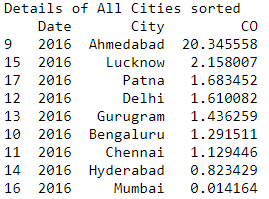 Details of All Cities sorted
Date City CO
9 2016 Ahmedabad 20.345558
15 2016 Lucknow 2.158007
17 2016 Patna 1.683452
12 2016 Delhi 1.610082
13 2016 Gurugram 1.436259
10 2016 Bengaluru 1.291511
11 2016 Chennai 1.129446
14 2016 Hyderabad 0.823429
16 2016 Mumbai 0.014164